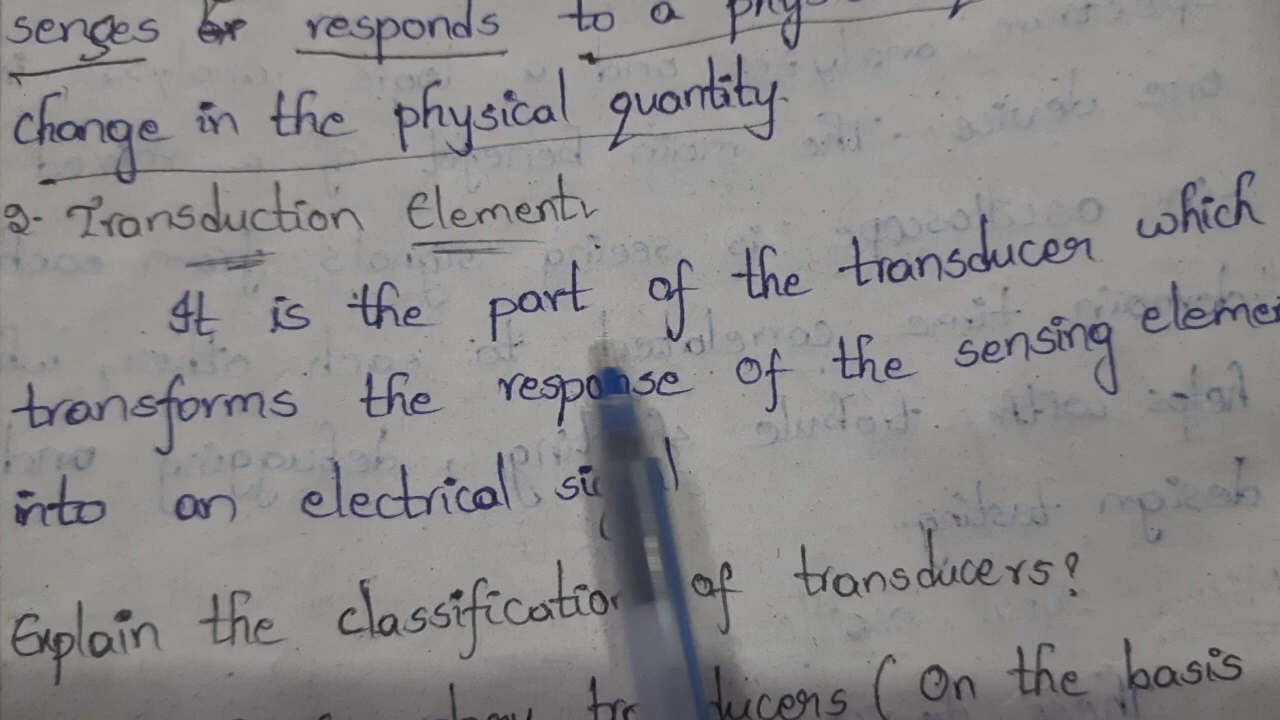 senses or responds to a
change in the physical quantity.
2- Transduction Element
It is the part of the transducer which
transforms the response of the sensing eleme
into an electrical
Explain the classification of transducers?
(On the basis